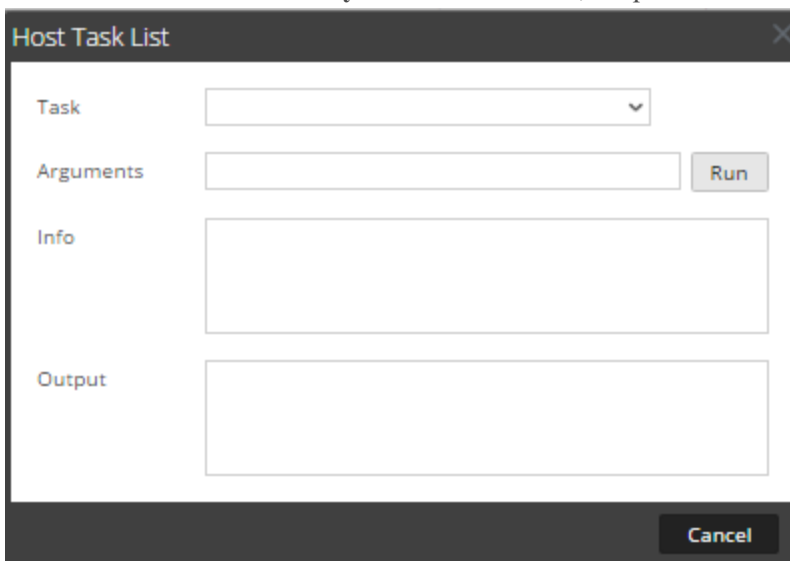 Host Task List
Task
Arguments
Run
Info
Output
Cancel